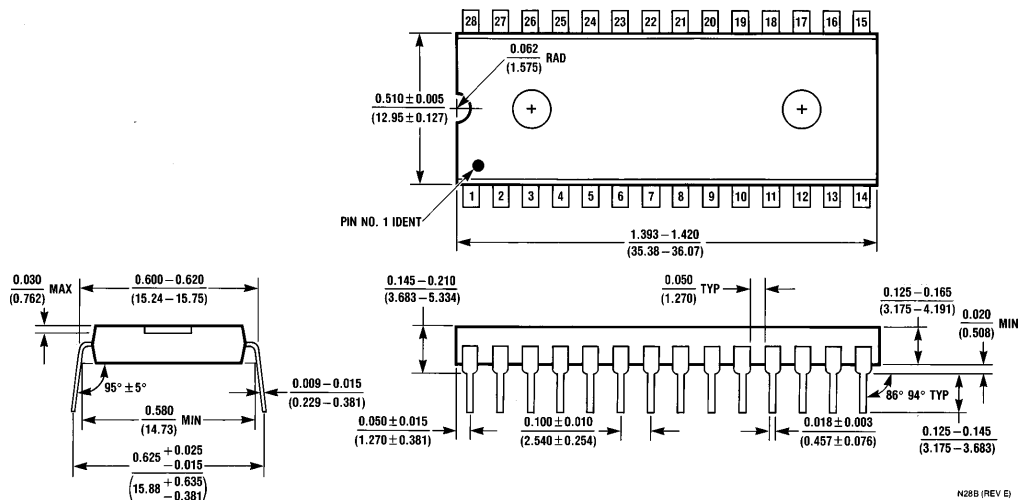 28 27 26 25 24 23 22 21 20 19 18 17 16 15
0.062
(1.575) RAD
0.510 ± 0.005
(12.95 ± 0.127)
PIN NO. 1 IDENT
1 2 3 4 5 6 7 8 9 10 11 12 13 14
1.393 – 1.420
(35.38 – 36.07)
0.030
(0.762) MAX
0.600 – 0.620
(15.24 – 15.75)
95° ± 5°
0.009 – 0.015
(0.229 – 0.381)
0.580
(14.73) MIN
0.625 +0.025
−0.015
(15.88 +0.635
−0.381)
0.145 – 0.210
(3.683 – 5.334)
0.050
(1.270) TYP
0.125 – 0.165
(3.175 – 4.191)
0.020
(0.508) MIN
86° 94° TYP
0.050 ± 0.015
(1.270 ± 0.381)
0.100 ± 0.010
(2.540 ± 0.254)
0.018 ± 0.003
(0.457 ± 0.076)
0.125 – 0.145
(3.175 – 3.683)
N28B (REV E)